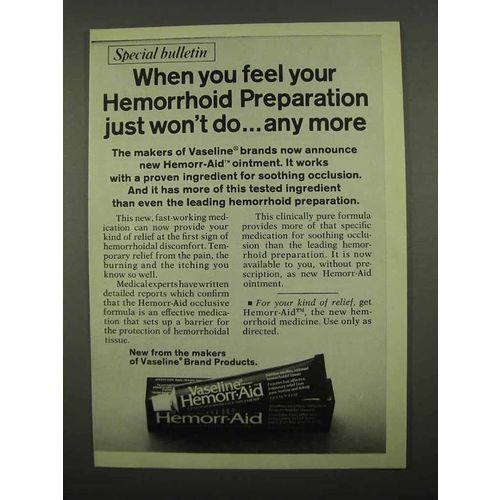 Special bulletin
When you feel your
Hemorrhoid Preparation
just won't do...any more
The makers of Vaseline® brands now announce
new Hemorr-Aid™ ointment. It works
with a proven ingredient for soothing occlusion.
And it has more of this tested ingredient
than even the leading hemorrhoid preparation.
This new, fast-working med-
ication can now provide your
kind of relief at the first sign of
hemorrhoidal discomfort. Tem-
porary relief from the pain, the
burning and the itching you
know so well.
Medical experts have written
detailed reports which confirm
that the Hemorr-Aid occlusive
formula is an effective medica-
tion that sets up a barrier for
the protection of hemorrhoidal
tissue.
This clinically pure formula
provides more of that specific
medication for soothing occlu-
sion than the leading hemor-
rhoid preparation. It is now
available to you, without pre-
scription, as new Hemorr-Aid
ointment.
■ For your kind of relief, get
Hemorr-Aid™, the new hem-
orrhoid medicine. Use only as
directed.
New from the makers
of Vaseline® Brand Products.
Vaseline
Hemorr-Aid
Hemorr-Aid